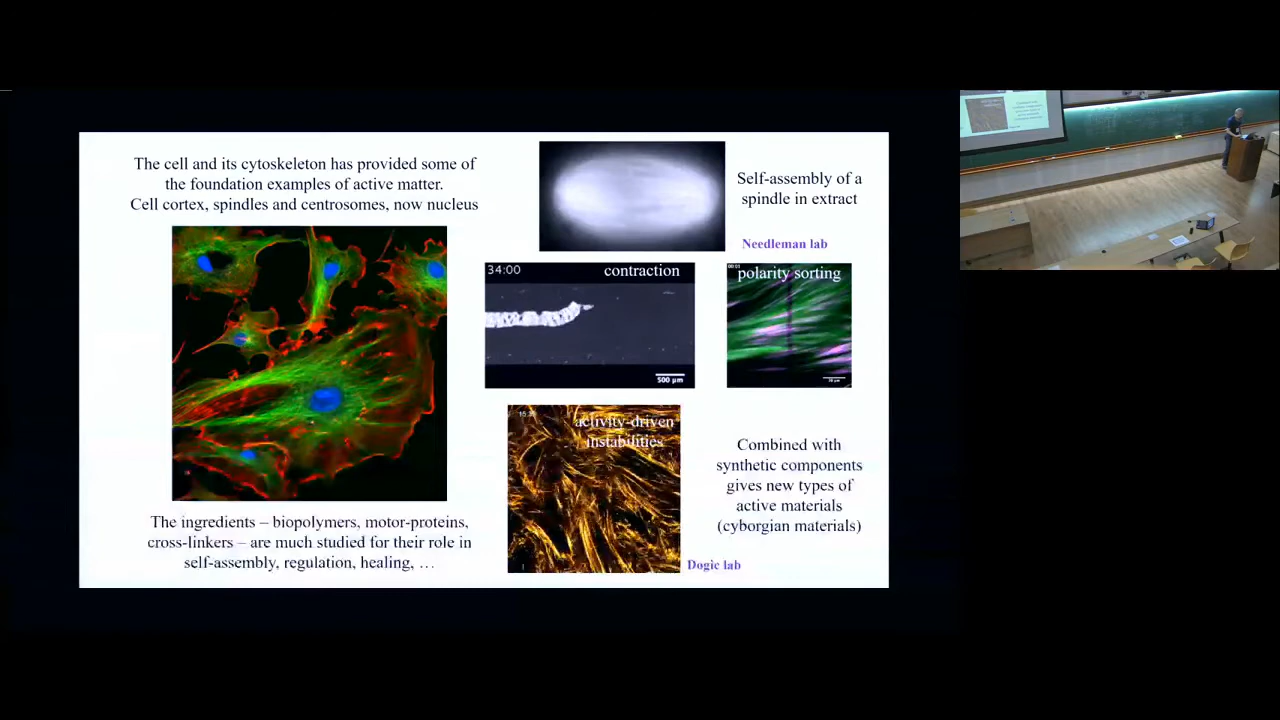 The cell and its cytoskeleton has provided some of
the foundation examples of active matter.
Cell cortex, spindles and centrosomes, now nucleus
The ingredients – biopolymers, motor-proteins,
cross-linkers – are much studied for their role in
self-assembly, regulation, healing, …
Self-assembly of a
spindle in extract
Needleman lab
34:00
contraction
500 µm
polarity sorting
activity-driven
instabilities
Combined with
synthetic components
gives new types of
active materials
(cyborgian materials)
Dogic lab